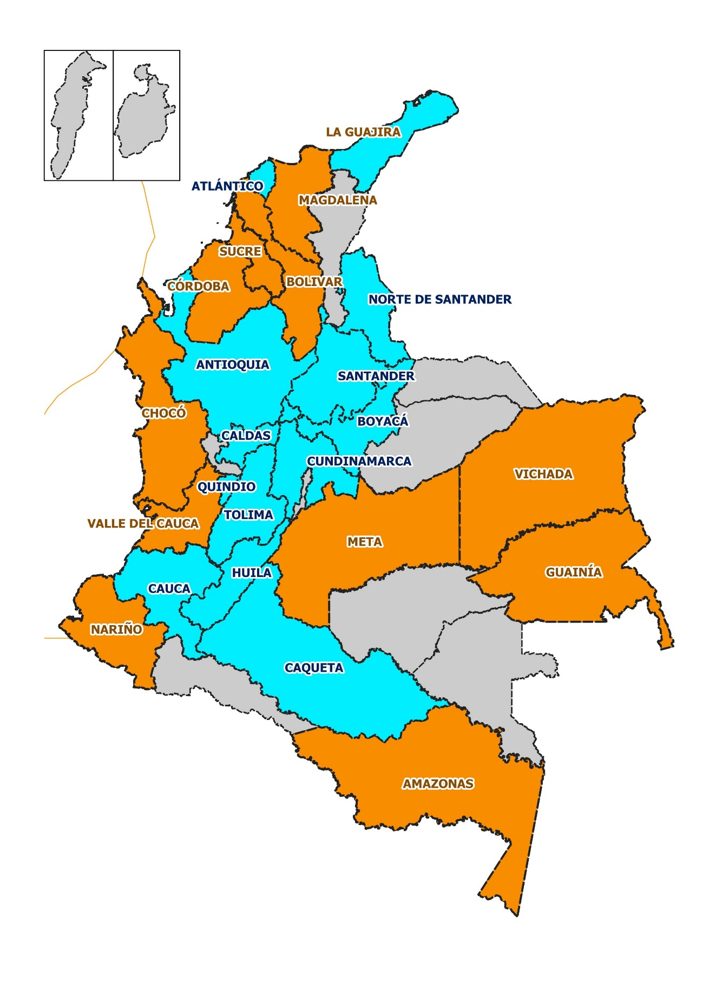 LA GUAJIRA
ATLÁNTICO
MAGDALENA
SUCRE
BOLIVAR
CÓRDOBA
NORTE DE SANTANDER
ANTIOQUIA
SANTANDER
CHOCÓ
BOYACÁ
CALDAS
CUNDINAMARCA
VICHADA
QUINDIO
TOLIMA
VALLE DEL CAUCA
META
HUILA
GUAINÍA
CAUCA
NARIÑO
CAQUETA
AMAZONAS